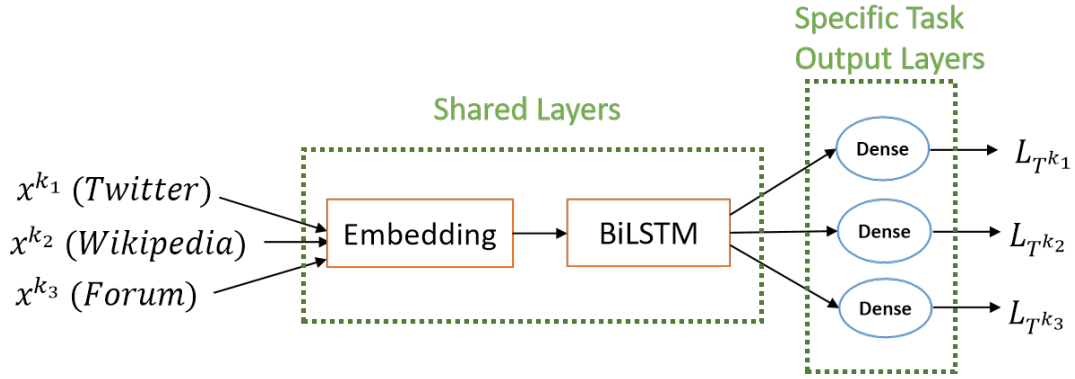 Specific Task
Output Layers
Shared Layers
x^{k_1} (Twitter)
x^{k_2} (Wikipedia)
x^{k_3} (Forum)
Embedding
BiLSTM
Dense
Dense
Dense
L_{T^{k_1}}
L_{T^{k_2}}
L_{T^{k_3}}